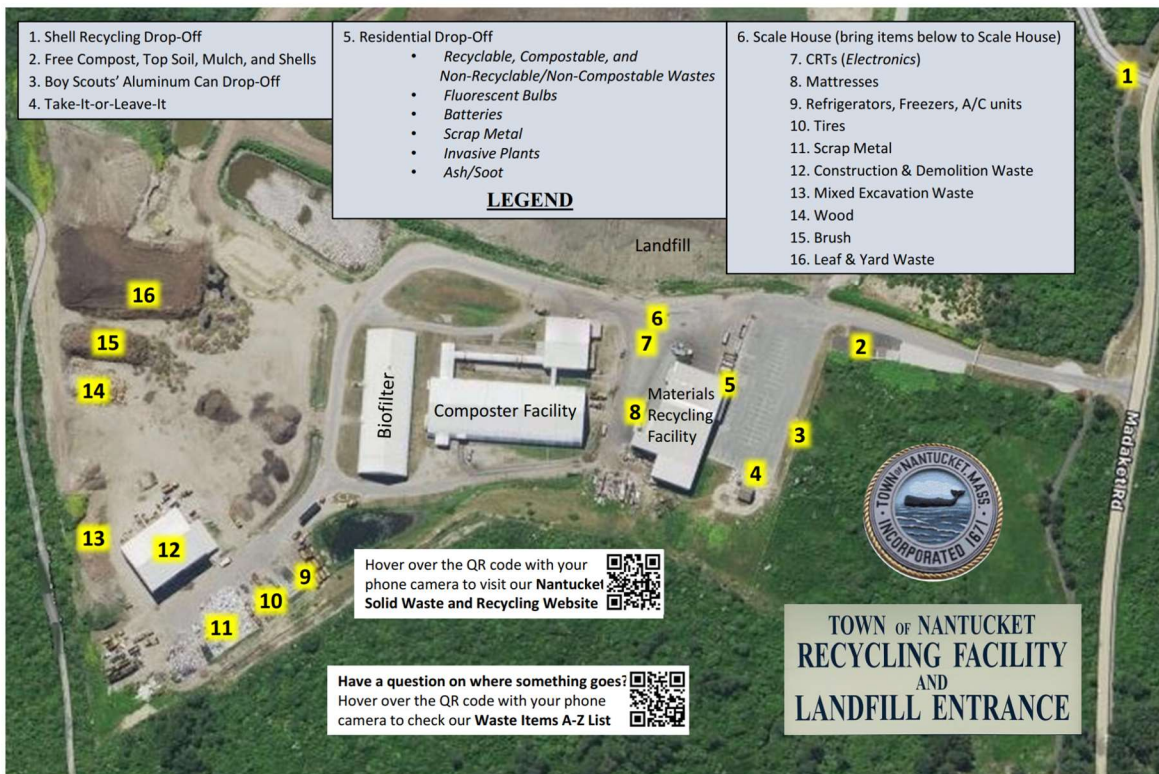 1. Shell Recycling Drop-Off
2. Free Compost, Top Soil, Mulch, and Shells
3. Boy Scouts' Aluminum Can Drop-Off
4. Take-It-or-Leave-It
5. Residential Drop-Off
• Recyclable, Compostable, and
Non-Recyclable/Non-Compostable Wastes
• Fluorescent Bulbs
• Batteries
• Scrap Metal
• Invasive Plants
• Ash/Soot
LEGEND
6. Scale House (bring items below to Scale House)
7. CRTs (Electronics)
8. Mattresses
9. Refrigerators, Freezers, A/C units
10. Tires
11. Scrap Metal
12. Construction & Demolition Waste
13. Mixed Excavation Waste
14. Wood
15. Brush
16. Leaf & Yard Waste
1
Landfill
16
6
15
7
2
14
Biofilter
Composter Facility
8
Materials
Recycling
Facility
5
3
4
Madaket Rd
13
12
9
10
11
TOWN OF NANTUCKET, MASS
INCORPORATED 1671
Hover over the QR code with your
phone camera to visit our Nantucket
Solid Waste and Recycling Website
Have a question on where something goes?
Hover over the QR code with your phone
camera to check our Waste Items A-Z List
TOWN OF NANTUCKET
RECYCLING FACILITY
AND
LANDFILL ENTRANCE